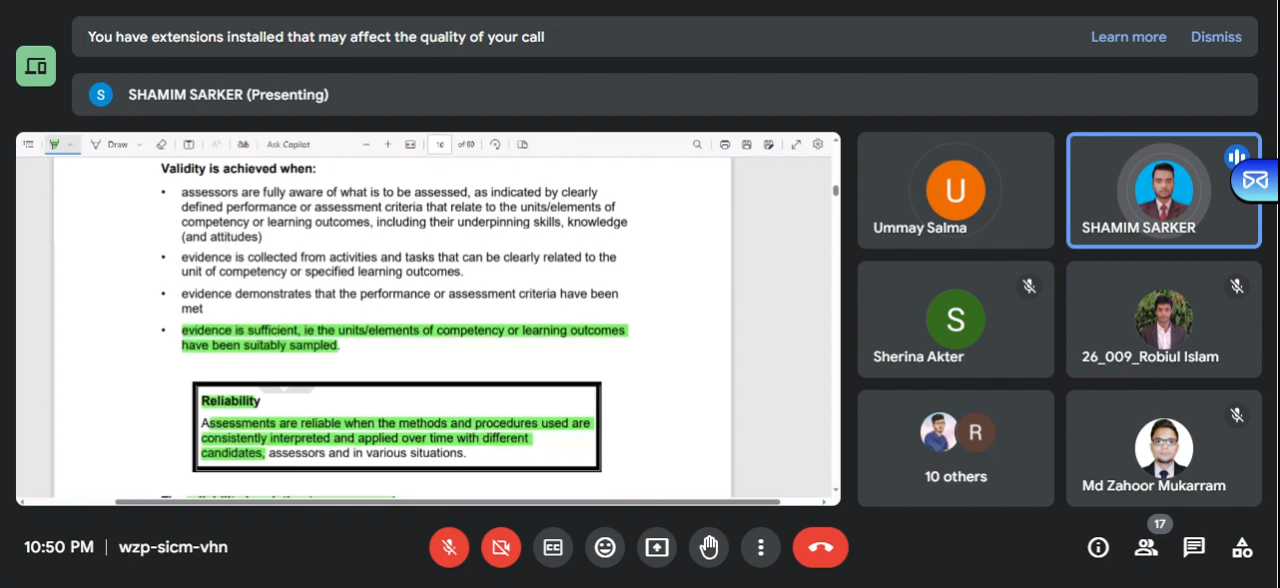 You have extensions installed that may affect the quality of your call
Learn more
Dismiss
S
SHAMIM SARKER (Presenting)
Draw
Ask Copilot
of 80
Validity is achieved when:
• assessors are fully aware of what is to be assessed, as indicated by clearly
defined performance or assessment criteria that relate to the units/elements of
competency or learning outcomes, including their underpinning skills, knowledge
(and attitudes)
• evidence is collected from activities and tasks that can be clearly related to the
unit of competency or specified learning outcomes.
• evidence demonstrates that the performance or assessment criteria have been
met
• evidence is sufficient, ie the units/elements of competency or learning outcomes
have been suitably sampled.
Reliability
Assessments are reliable when the methods and procedures used are
consistently interpreted and applied over time with different
candidates, assessors and in various situations.
U
Ummay Salma
SHAMIM SARKER
S
Sherina Akter
26_009_Robiul Islam
R
10 others
Md Zahoor Mukarram
10:50 PM | wzp-sicm-vhn
17